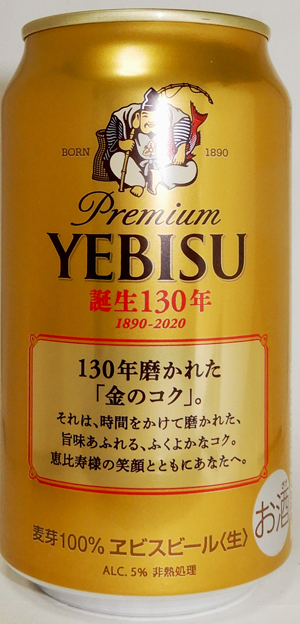 BORN 1890
Premium
YEBISU
誕生130年
1890-2020
130年磨かれた
「金のコク」。
それは、時間をかけて磨かれた、
旨味あふれる、ふくよかなコク。
恵比寿様の笑顔とともにあなたへ。
お酒
麦芽100% ヱビスビール〈生〉
ALC. 5% 非熱処理